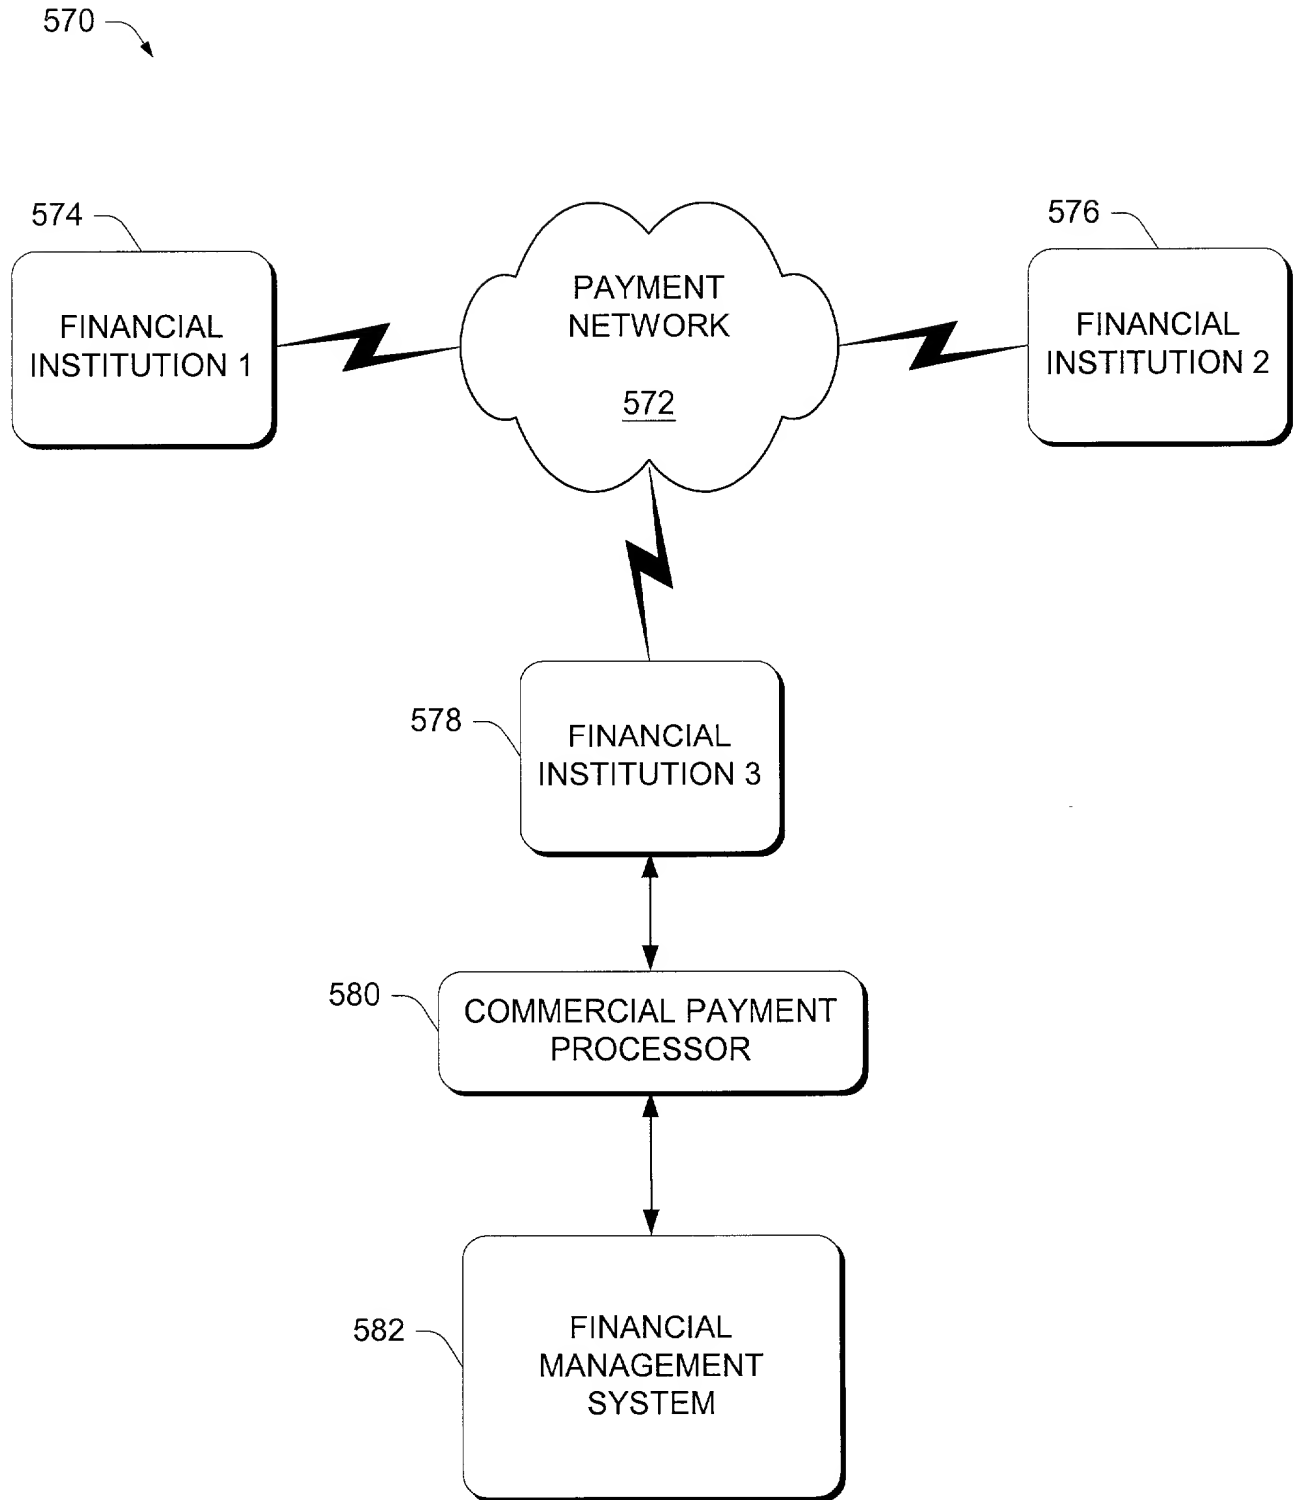 570
574
576
FINANCIAL
INSTITUTION 1
PAYMENT
NETWORK
572
FINANCIAL
INSTITUTION 2
578
FINANCIAL
INSTITUTION 3
580
COMMERCIAL PAYMENT
PROCESSOR
582
FINANCIAL
MANAGEMENT
SYSTEM